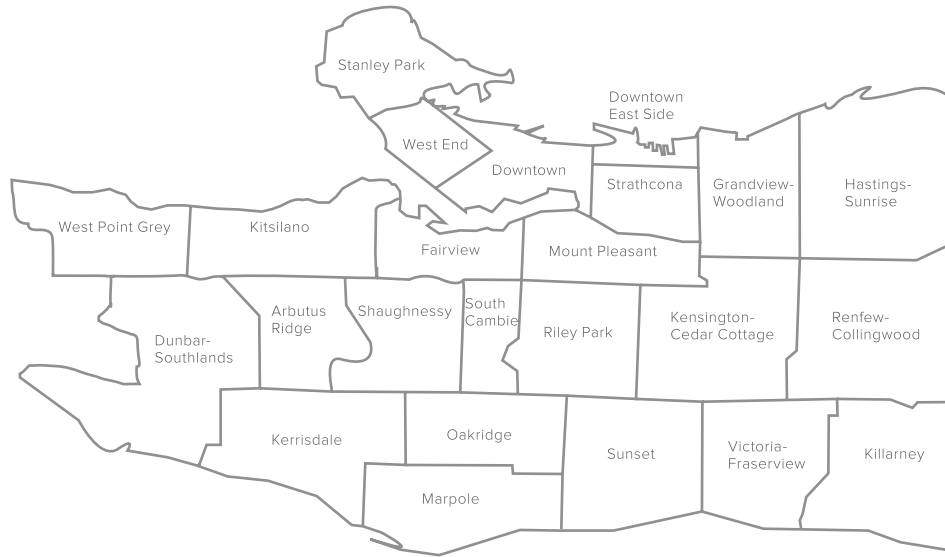 Stanley Park
Downtown
East Side
West End
Downtown
Strathcona
Grandview-
Woodland
Hastings-
Sunrise
West Point Grey
Kitsilano
Fairview
Mount Pleasant
Arbutus
Ridge
Shaughnessy
South
Cambie
Riley Park
Kensington-
Cedar Cottage
Renfew-
Collingwood
Dunbar-
Southlands
Kerrisdale
Oakridge
Sunset
Victoria-
Fraserview
Killarney
Marpole